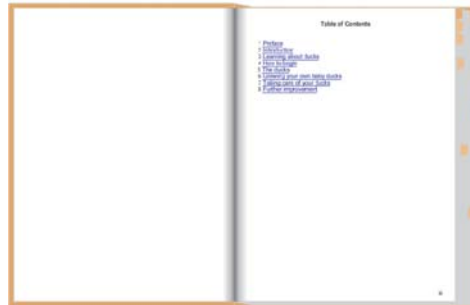 Table of Contents
1 Preface
2 Introduction
3 Learning about ducks
4 How to begin
5 The ducks
6 Growing your own baby ducks
7 Taking care of your ducks
8 Further improvement